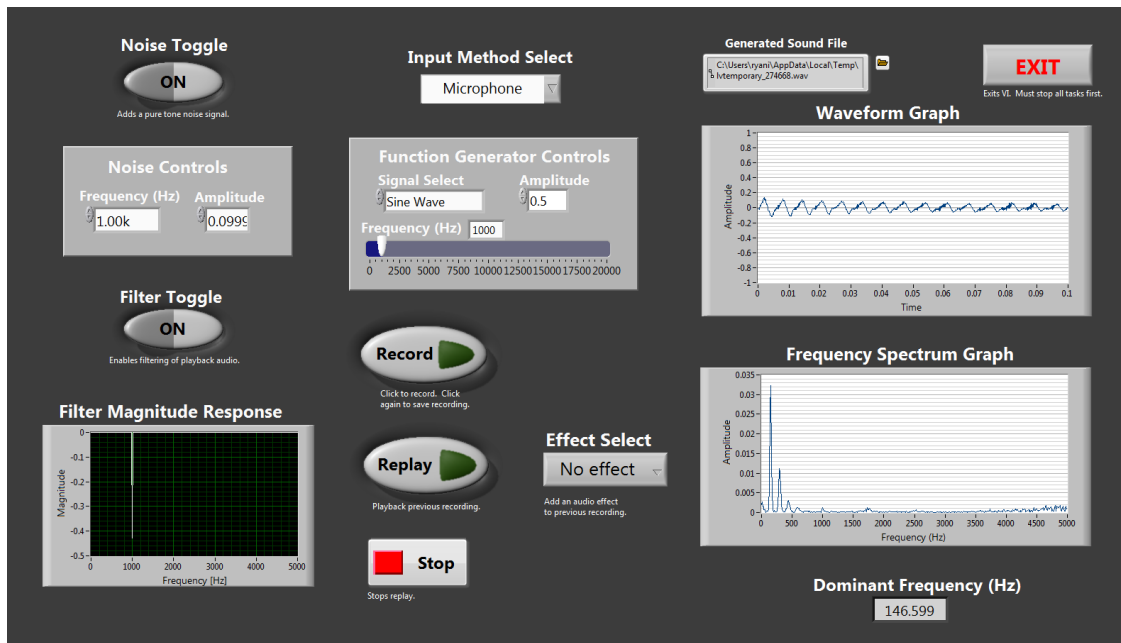 Noise Toggle
ON
Adds a pure tone noise signal.
Noise Controls
Frequency (Hz) Amplitude
1.00k 0.0999
Filter Toggle
ON
Enables filtering of playback audio.
Filter Magnitude Response
Magnitude
0
-0.1
-0.2
-0.3
-0.4
-0.5
0 1000 2000 3000 4000 5000
Frequency [Hz]
Input Method Select
Microphone
Function Generator Controls
Signal Select Amplitude
Sine Wave 0.5
Frequency (Hz) 1000
0 2500 5000 7500 10000 12500 15000 17500 20000
Record
Click to record. Click
again to save recording.
Replay
Playback previous recording.
Stop
Stops replay.
Effect Select
No effect
Add an audio effect
to previous recording.
Generated Sound File
C:\Users\ryani\AppData\Local\Temp\
lvtemporary_274668.wav
EXIT
Exits VI. Must stop all tasks first.
Waveform Graph
Amplitude
1
0.8
0.6
0.4
0.2
0
-0.2
-0.4
-0.6
-0.8
-1
0 0.01 0.02 0.03 0.04 0.05 0.06 0.07 0.08 0.09 0.1
Time
Frequency Spectrum Graph
Amplitude
0.035
0.03
0.025
0.02
0.015
0.01
0.005
0
0 500 1000 1500 2000 2500 3000 3500 4000 4500 5000
Frequency (Hz)
Dominant Frequency (Hz)
146.599